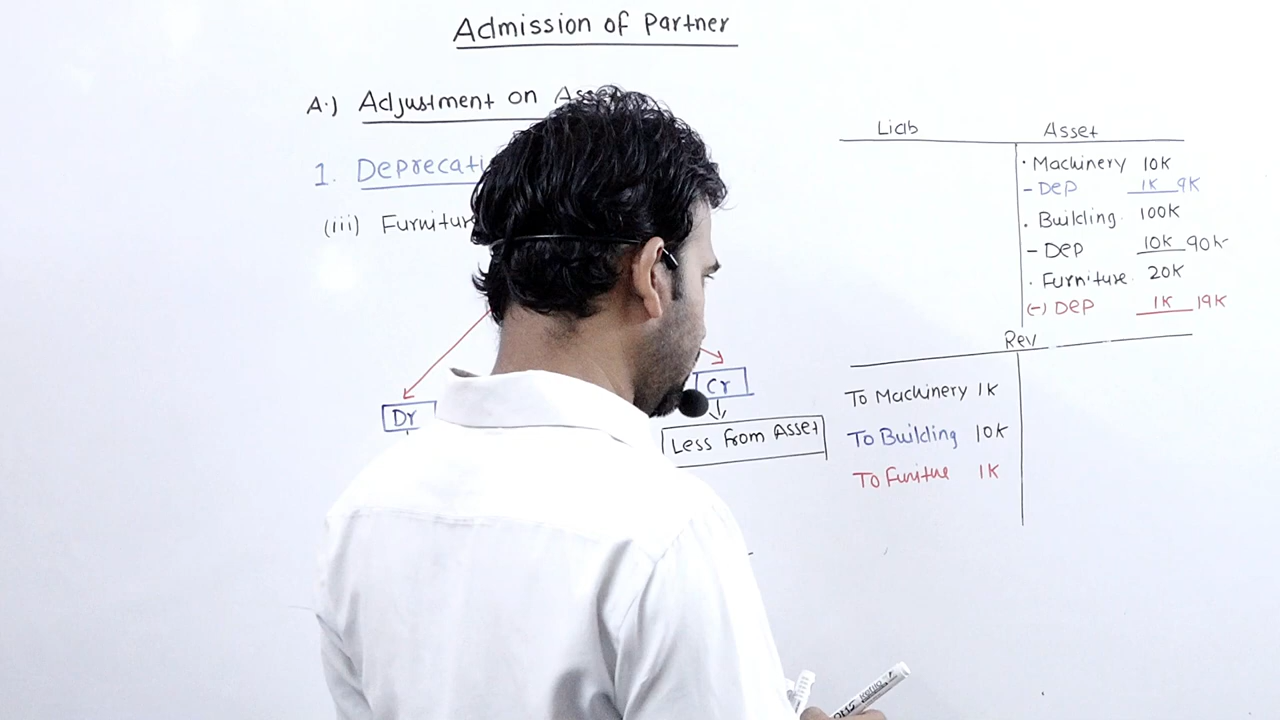 Admission of Partner
A.) Adjustment on
1. Deprecati
(iii) Furnitur
Dr
Cr
Less from Asset
Liab Asset
· Machinery 10K
- Dep 1K 9K
· Building 100K
- Dep 10K 90K
· Furniture 20K
(-) Dep 1K 19K
Rev
To Machinery 1K
To Building 10K
To Funitue 1K